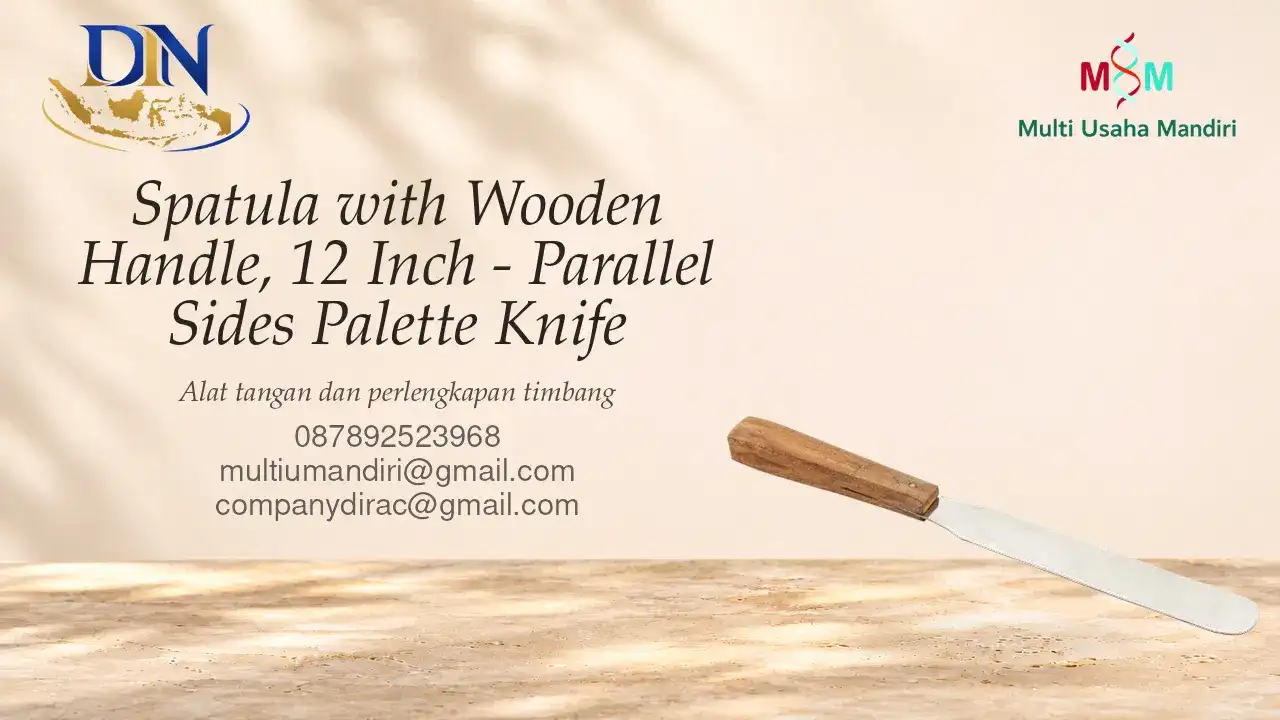 DIN
M M
Multi Usaha Mandiri
Spatula with Wooden
Handle, 12 Inch - Parallel
Sides Palette Knife
Alat tangan dan perlengkapan timbang
087892523968
multiumandiri@gmail.com
companydirac@gmail.com